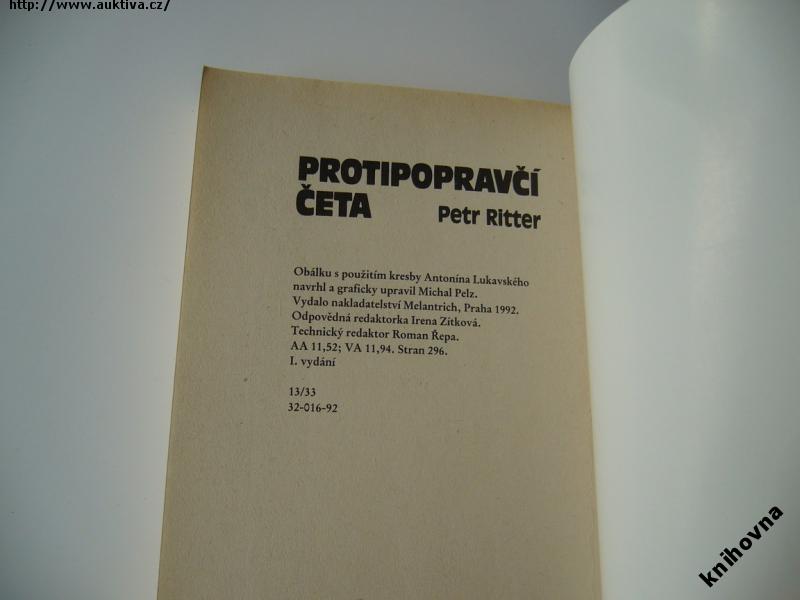 http://www.auktiva.cz/
PROTIPOPRAVČÍ
ČETA Petr Ritter
Obálku s použitím kresby Antonína Lukavského
navrhl a graficky upravil Michal Pelz.
Vydalo nakladatelství Melantrich, Praha 1992.
Odpovědná redaktorka Irena Zítková.
Technický redaktor Roman Řepa.
AA 11,52; VA 11,94. Stran 296.
I. vydání
13/33
32-016-92
knihovna